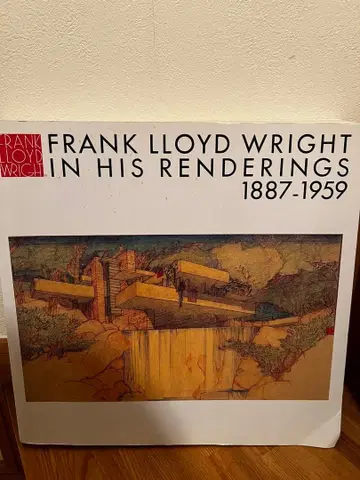 FRANK
LLOYD
WRIGHT
FRANK LLOYD WRIGHT
IN HIS RENDERINGS
1887-1959